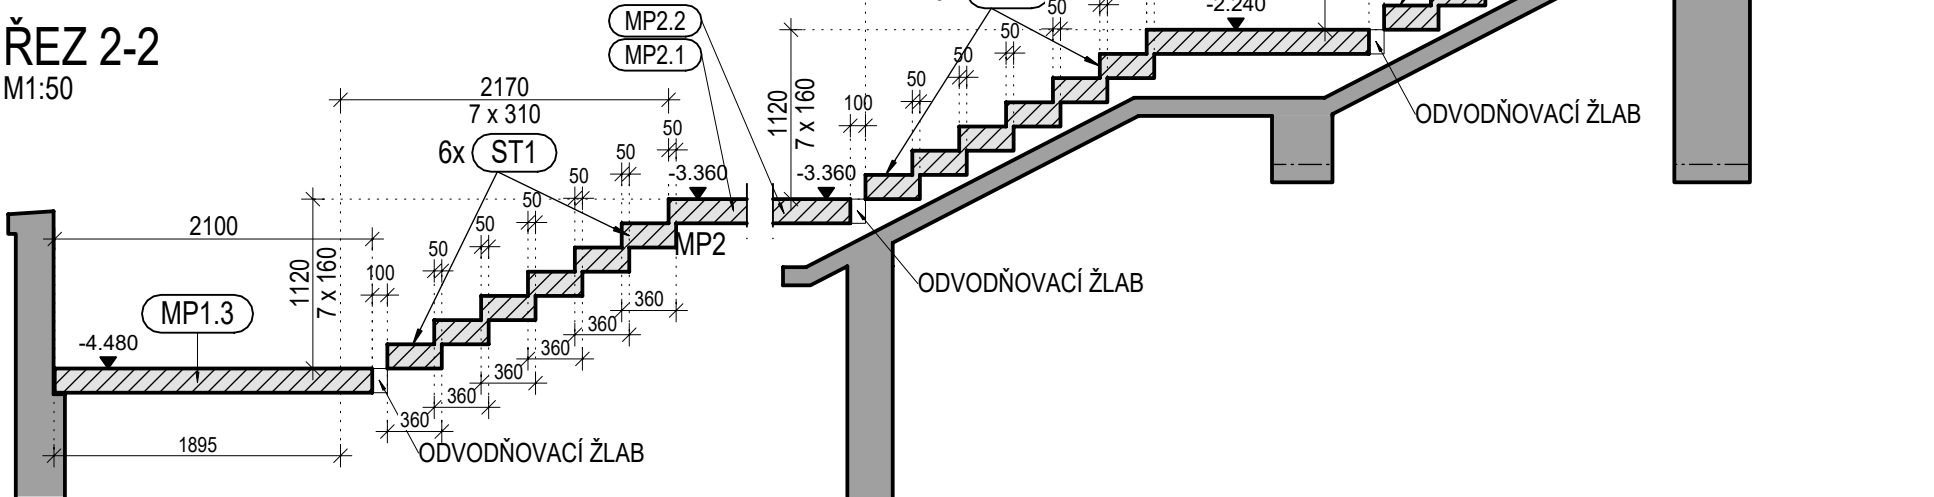 ŘEZ 2-2
M1:50
2170
7 x 310
6x ST1
MP2.2
MP2.1
50
50
50
50
50
50
-3.360
-3.360
MP2
2100
100
1120
7 x 160
MP1.3
-4.480
360
360
360
360
360
360
1895
ODVODŇOVACÍ ŽLAB
1120
7 x 160
100
50
50
50
50
-2.240
ODVODŇOVACÍ ŽLAB
ODVODŇOVACÍ ŽLAB